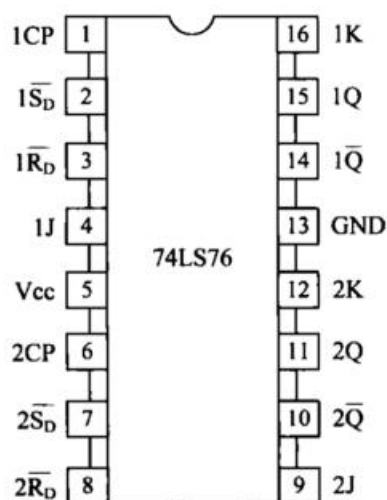 1CP 1 16 1K
1S̅D̅ 2 15 1Q
1R̅D̅ 3 14 1Q̅
1J 4 13 GND
74LS76
Vcc 5 12 2K
2CP 6 11 2Q
2S̅D̅ 7 10 2Q̅
2R̅D̅ 8 9 2J